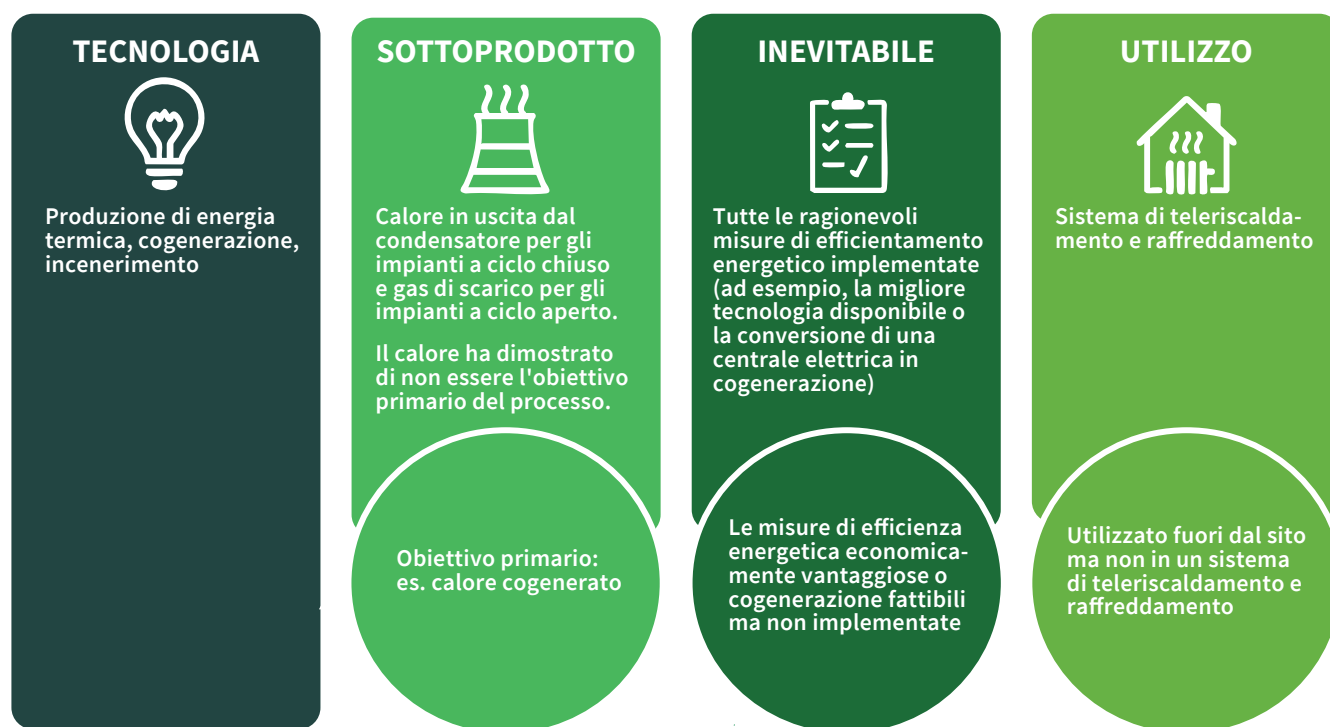 TECNOLOGIA
Produzione di energia
termica, cogenerazione,
incenerimento
SOTTOPRODOTTO
Calore in uscita dal
condensatore per gli
impianti a ciclo chiuso
e gas di scarico per gli
impianti a ciclo aperto.
Il calore ha dimostrato
di non essere l'obiettivo
primario del processo.
Obiettivo primario:
es. calore cogenerato
INEVITABILE
Tutte le ragionevoli
misure di efficientamento
energetico implementate
(ad esempio, la migliore
tecnologia disponibile o
la conversione di una
centrale elettrica in
cogenerazione)
Le misure di efficienza
energetica economica-
mente vantaggiose o
cogenerazione fattibili
ma non implementate
UTILIZZO
Sistema di teleriscalda-
mento e raffreddamento
Utilizzato fuori dal sito
ma non in un sistema
di teleriscaldamento e
raffreddamento